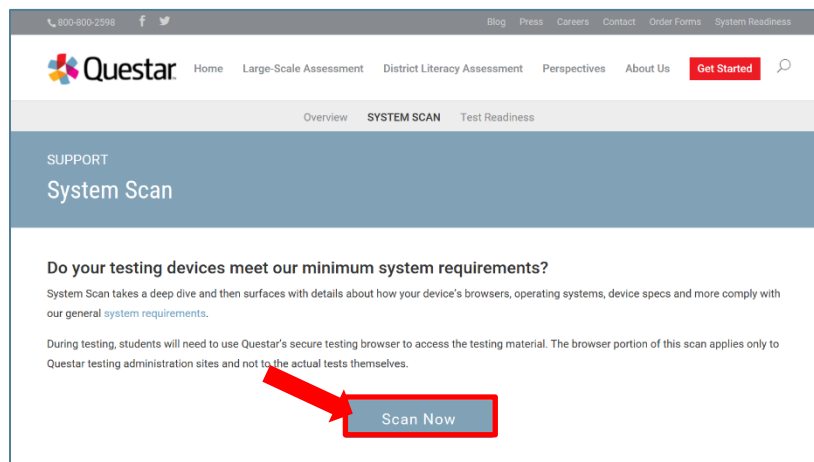 800-800-2598 Blog Press Careers Contact Order Forms System Readiness
Questar Home Large-Scale Assessment District Literacy Assessment Perspectives About Us Get Started
Overview SYSTEM SCAN Test Readiness
SUPPORT
System Scan
Do your testing devices meet our minimum system requirements?
System Scan takes a deep dive and then surfaces with details about how your device's browsers, operating systems, device specs and more comply with
our general system requirements.
During testing, students will need to use Questar's secure testing browser to access the testing material. The browser portion of this scan applies only to
Questar testing administration sites and not to the actual tests themselves.
Scan Now